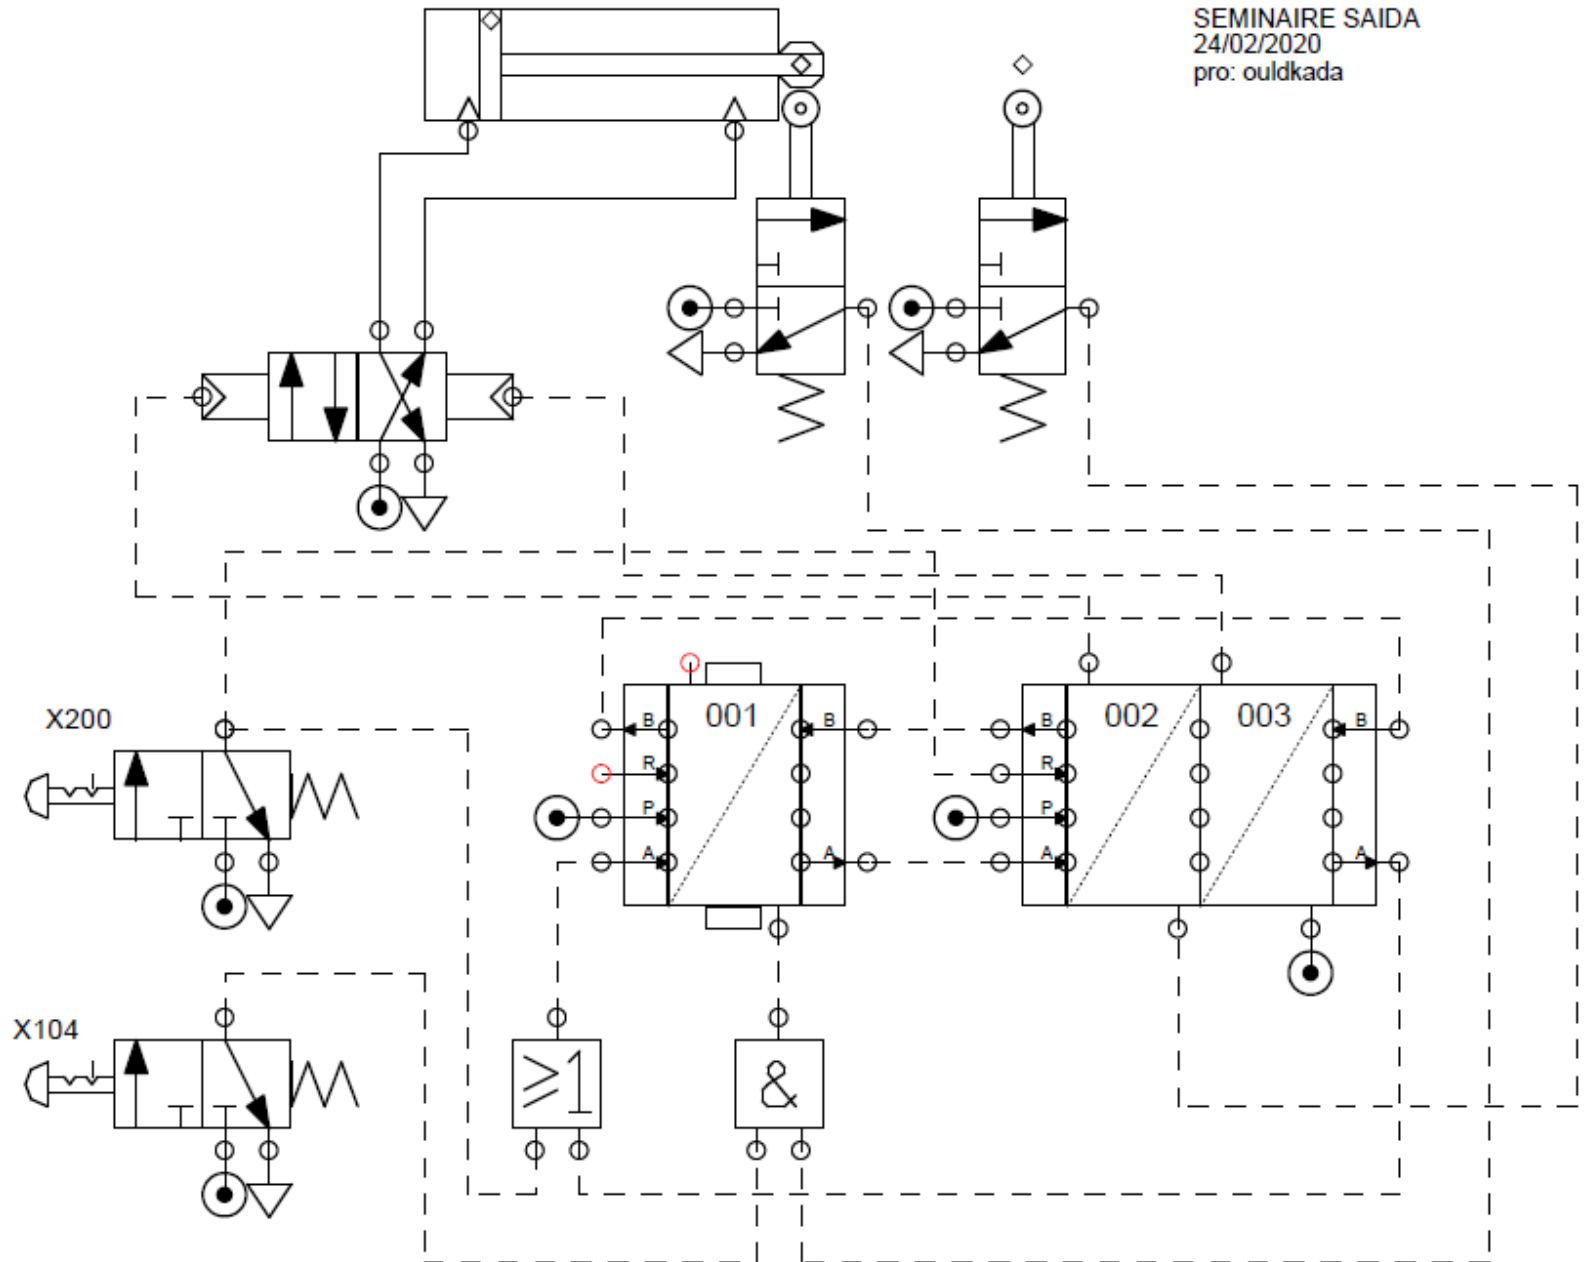 SEMINAIRE SAIDA
24/02/2020
pro: ouldkada
X200
X104
001
002
003
B
R
P
A
B
A
B
R
P
A
B
A
≥1
&